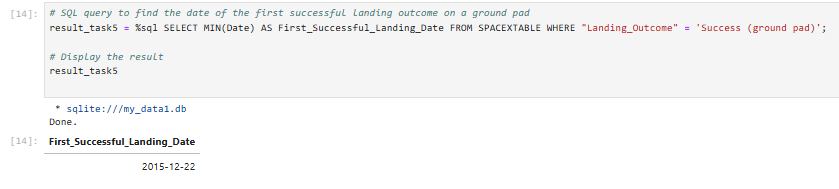 [14]: # SQL query to find the date of the first successful landing outcome on a ground pad
result_task5 = %sql SELECT MIN(Date) AS First_Successful_Landing_Date FROM SPACEXTABLE WHERE "Landing_Outcome" = 'Success (ground pad)';
# Display the result
result_task5
* sqlite:///my_data1.db
Done.
[14]: First_Successful_Landing_Date
2015-12-22